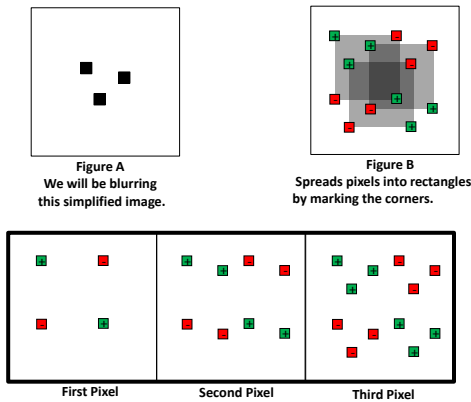 Figure A
We will be blurring
this simplified image.
+ -
+ -
+ -
- +
- +
- +
Figure B
Spreads pixels into rectangles
by marking the corners.
+ -
- +
First Pixel
+ -
+ -
- +
- +
Second Pixel
+ -
+ -
+ -
- +
- +
- +
Third Pixel